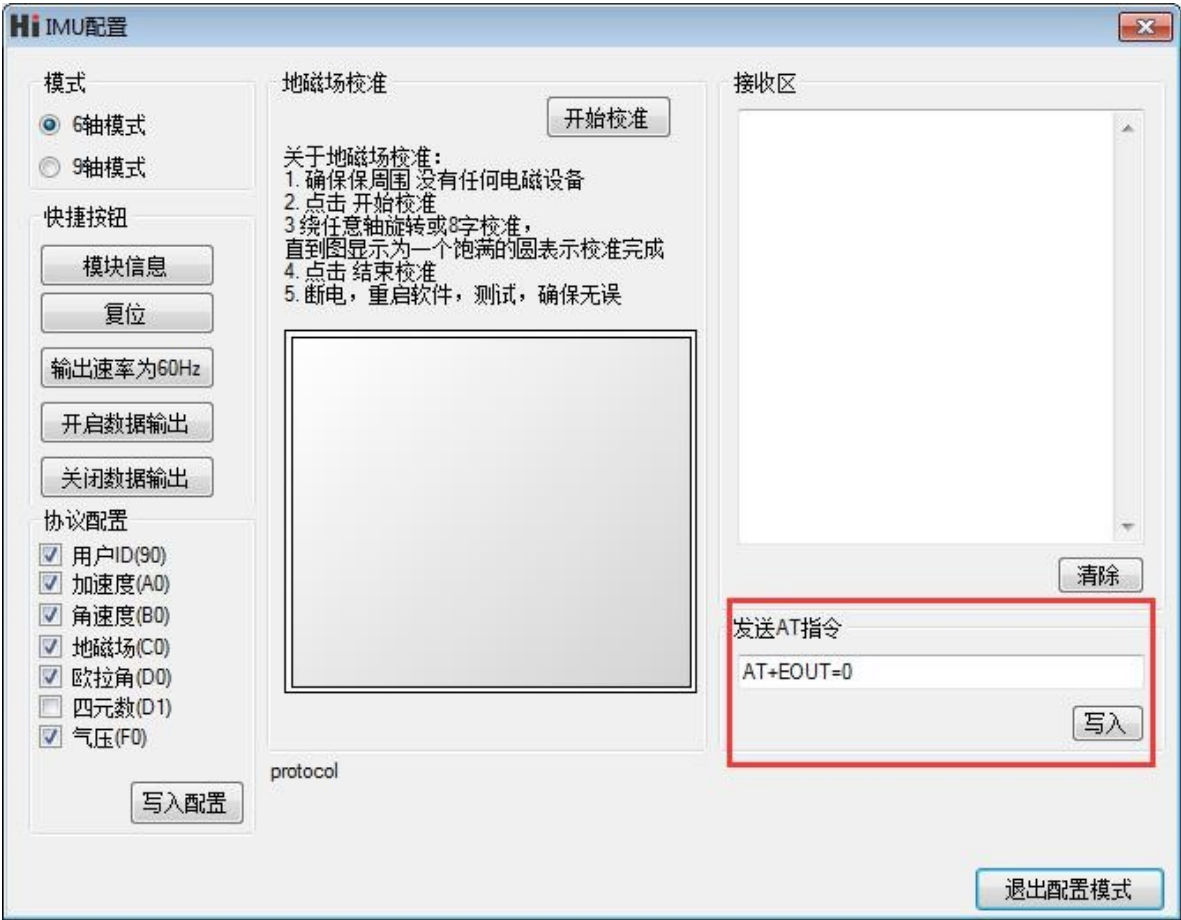 Hi IMU配置
模式
6轴模式
9轴模式
快捷按钮
模块信息
复位
输出速率为60Hz
开启数据输出
关闭数据输出
协议配置
用户ID(90)
加速度(A0)
角速度(B0)
地磁场(C0)
欧拉角(D0)
四元数(D1)
气压(F0)
写入配置
地磁场校准
开始校准
关于地磁场校准：
1. 确保保周围 没有任何电磁设备
2. 点击 开始校准
3 绕任意轴旋转或8字校准，
直到图显示为一个饱满的圆表示校准完成
4. 点击 结束校准
5. 断电，重启软件，测试，确保无误
protocol
接收区
清除
发送AT指令
AT+EOUT=0
写入
退出配置模式